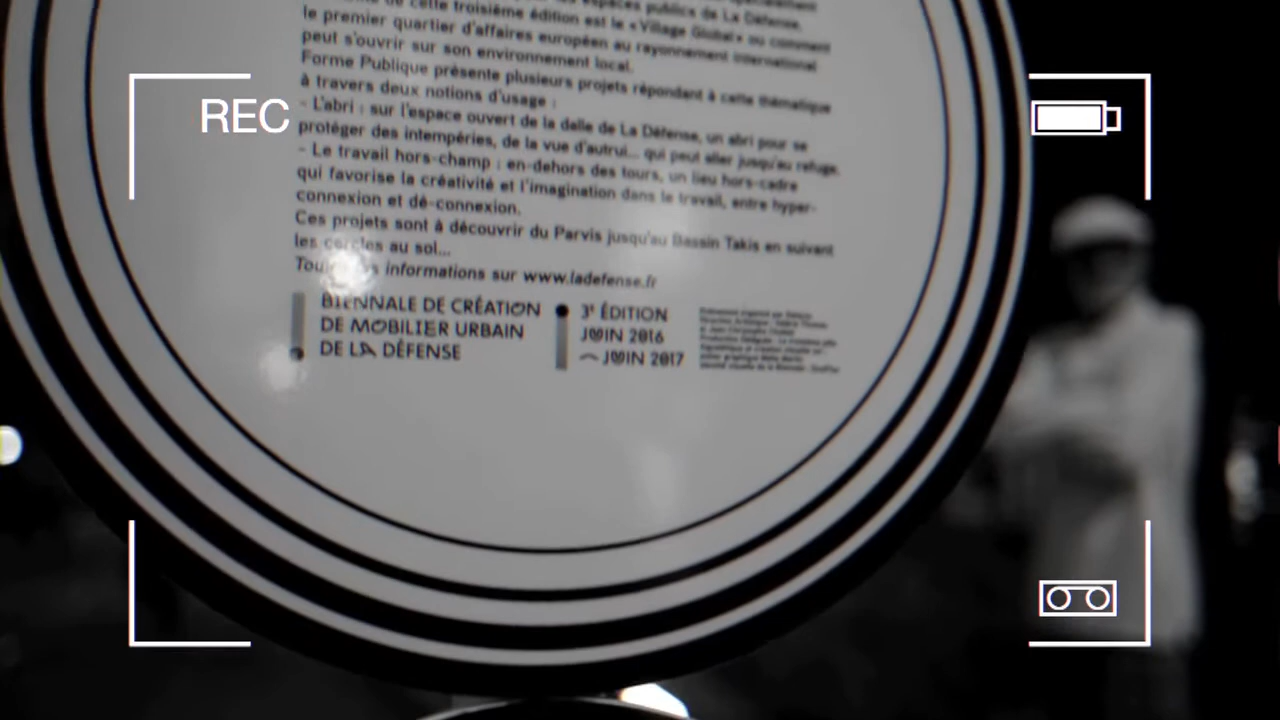 cette troisième édition est le «Village Global» ou comment
le premier quartier d'affaires européen au rayonnement international
peut s'ouvrir sur son environnement local.
Forme Publique présente plusieurs projets répondant à cette thématique
à travers deux notions d'usage :
- L'abri : sur l'espace ouvert de la dalle de La Défense, un abri pour se
protéger des intempéries, de la vue d'autrui... qui peut aller jusqu'au refuge.
- Le travail hors-champ : en-dehors des tours, un lieu hors-cadre
qui favorise la créativité et l'imagination dans le travail, entre hyper-
connexion et dé-connexion.
Ces projets sont à découvrir du Parvis jusqu'au Bassin Takis en suivant
les cercles au sol...
informations sur www.ladefense.fr
BIENNALE DE CRÉATION
DE MOBILIER URBAIN
DE LA DÉFENSE
3ᵉ ÉDITION
JUIN 2016
JUIN 2017
REC